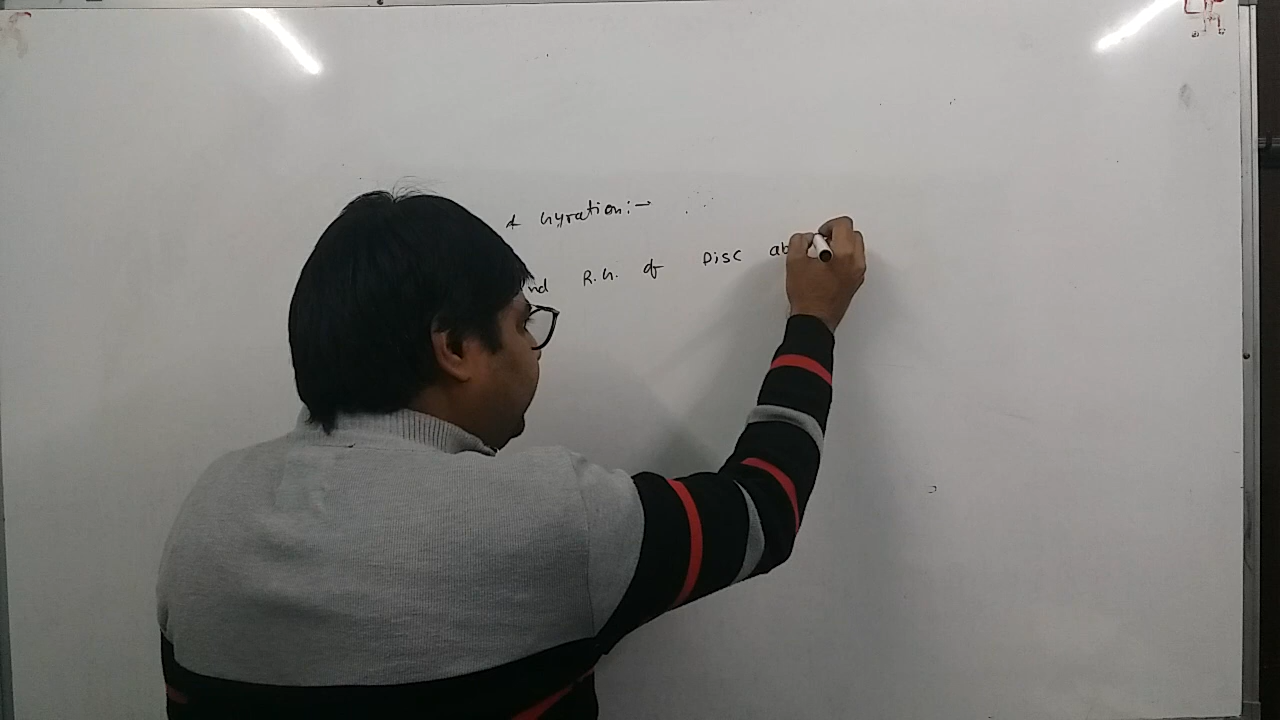 Gyration:→
nd R.G. of Disc ab